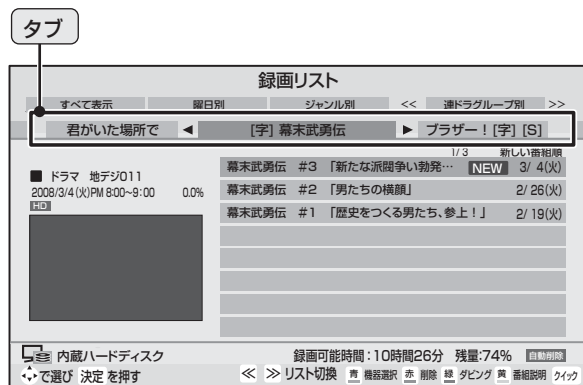 タブ
録画リスト
すべて表示 曜日別 ジャンル別 << 連ドラグループ別 >>
君がいた場所で ◀ [字] 幕末武勇伝 ▶ ブラザー！[字] [S]
1/3 新しい番組順
■ ドラマ 地デジ011
2008/3/4(火)PM 8:00~9:00 0.0%
HD
幕末武勇伝 #3 「新たな派閥争い勃発… NEW 3/ 4(火)
幕末武勇伝 #2 「男たちの横顔」 2/ 26(火)
幕末武勇伝 #1 「歴史をつくる男たち、参上！」 2/ 19(火)
内蔵ハードディスク 録画可能時間：10時間26分 残量:74% 自動削除
で選び 決定 を押す ≪ ≫ リスト切換 青 機器選択 赤 削除 緑 ダビング 黄 番組説明 クイック